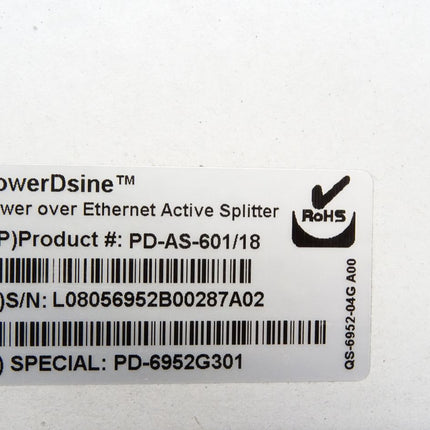 owerDsine™
wer over Ethernet Active Splitter
P)Product #: PD-AS-601/18
)S/N: L08056952B00287A02
) SPECIAL: PD-6952G301
RoHS
QS-6952-04G A00